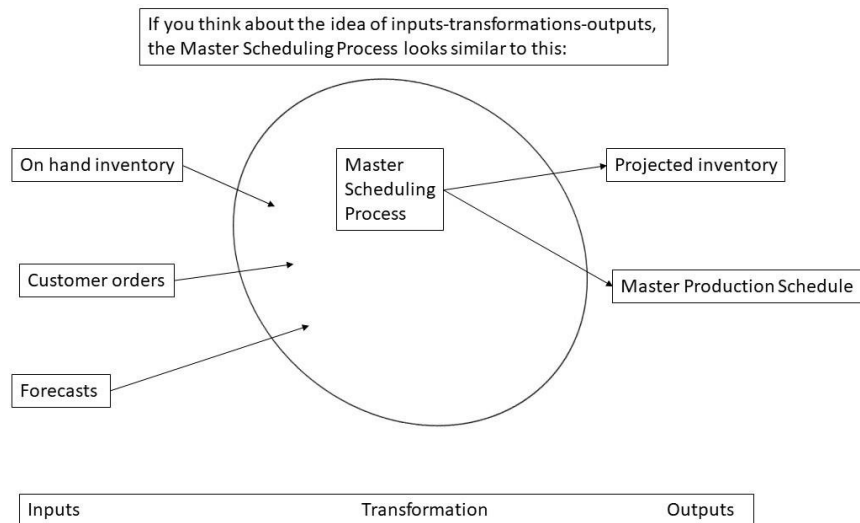 If you think about the idea of inputs-transformations-outputs,
the Master Scheduling Process looks similar to this:
On hand inventory
Customer orders
Forecasts
Master
Scheduling
Process
Projected inventory
Master Production Schedule
Inputs Transformation Outputs